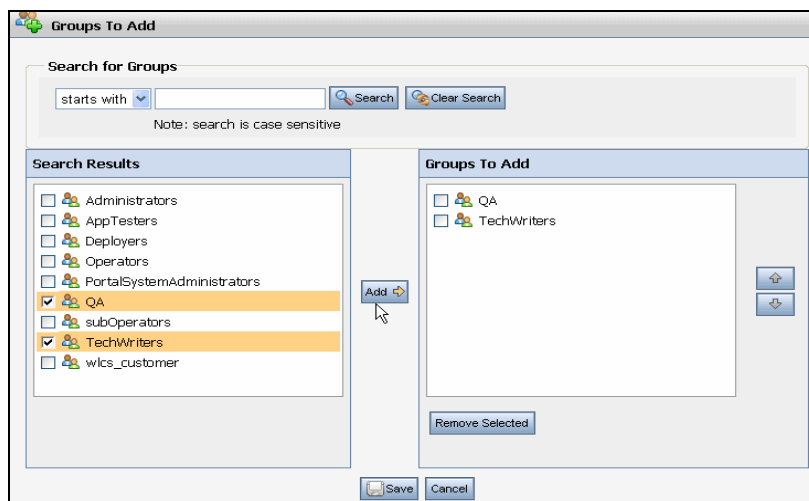 Groups To Add
Search for Groups
starts with
Search
Clear Search
Note: search is case sensitive
Search Results
Administrators
AppTesters
Deployers
Operators
PortalSystemAdministrators
QA
subOperators
TechWriters
wlcs_customer
Add
Groups To Add
QA
TechWriters
Remove Selected
Save
Cancel